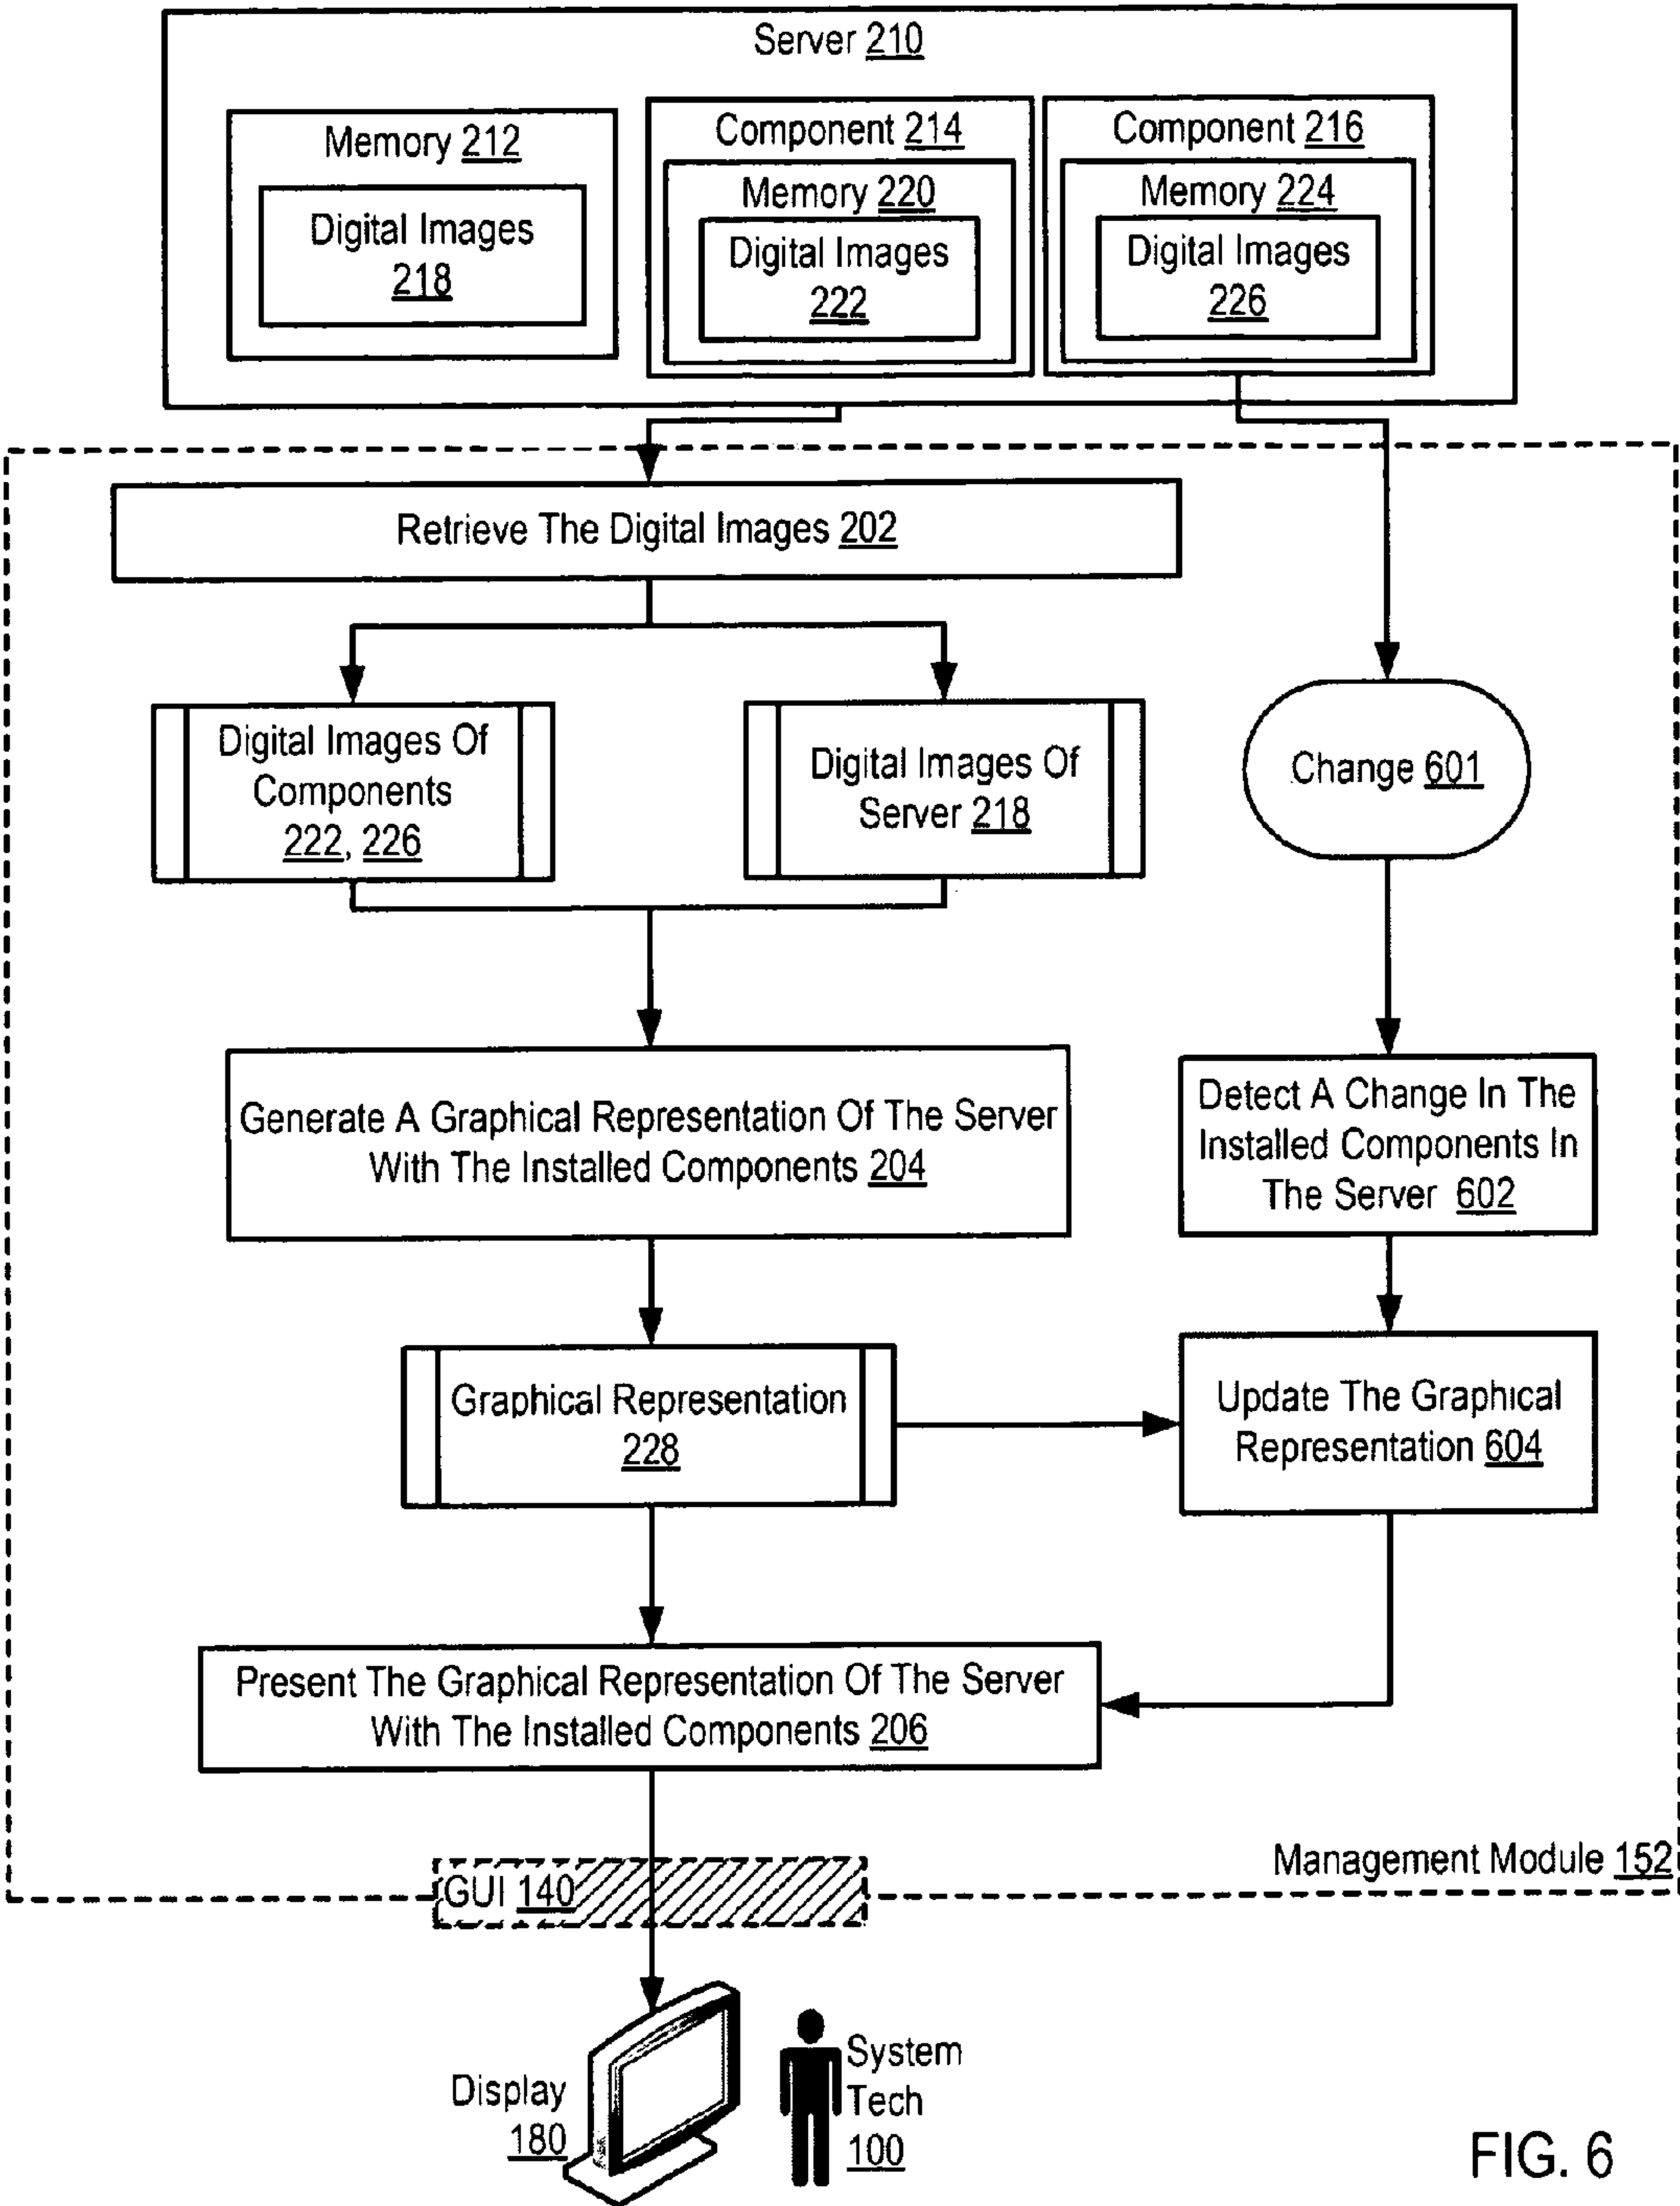 Server 210
Memory 212
Digital Images
218
Component 214
Memory 220
Digital Images
222
Component 216
Memory 224
Digital Images
226
Retrieve The Digital Images 202
Digital Images Of
Components
222, 226
Digital Images Of
Server 218
Change 601
Generate A Graphical Representation Of The Server
With The Installed Components 204
Detect A Change In The
Installed Components In
The Server 602
Graphical Representation
228
Update The Graphical
Representation 604
Present The Graphical Representation Of The Server
With The Installed Components 206
Management Module 152
GUI 140
Display
180
System
Tech
100
FIG. 6